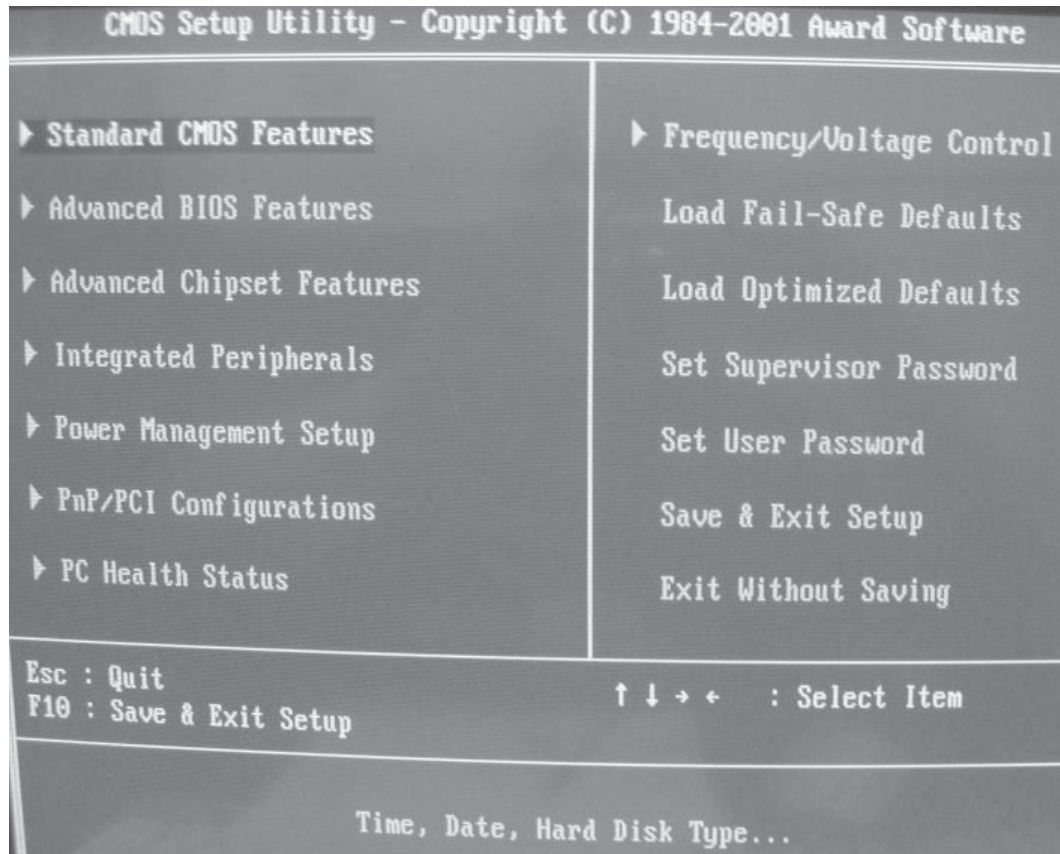 CMOS Setup Utility - Copyright (C) 1984-2001 Award Software
▶ Standard CMOS Features
▶ Advanced BIOS Features
▶ Advanced Chipset Features
▶ Integrated Peripherals
▶ Power Management Setup
▶ PnP/PCI Configurations
▶ PC Health Status
▶ Frequency/Voltage Control
Load Fail-Safe Defaults
Load Optimized Defaults
Set Supervisor Password
Set User Password
Save & Exit Setup
Exit Without Saving
Esc : Quit
F10 : Save & Exit Setup
↑ ↓ → ← : Select Item
Time, Date, Hard Disk Type...